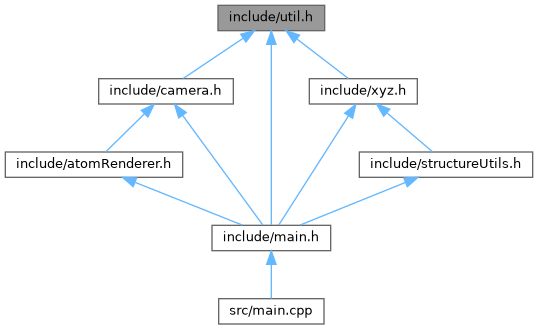 include/util.h
include/camera.h
include/xyz.h
include/atomRenderer.h
include/structureUtils.h
include/main.h
src/main.cpp